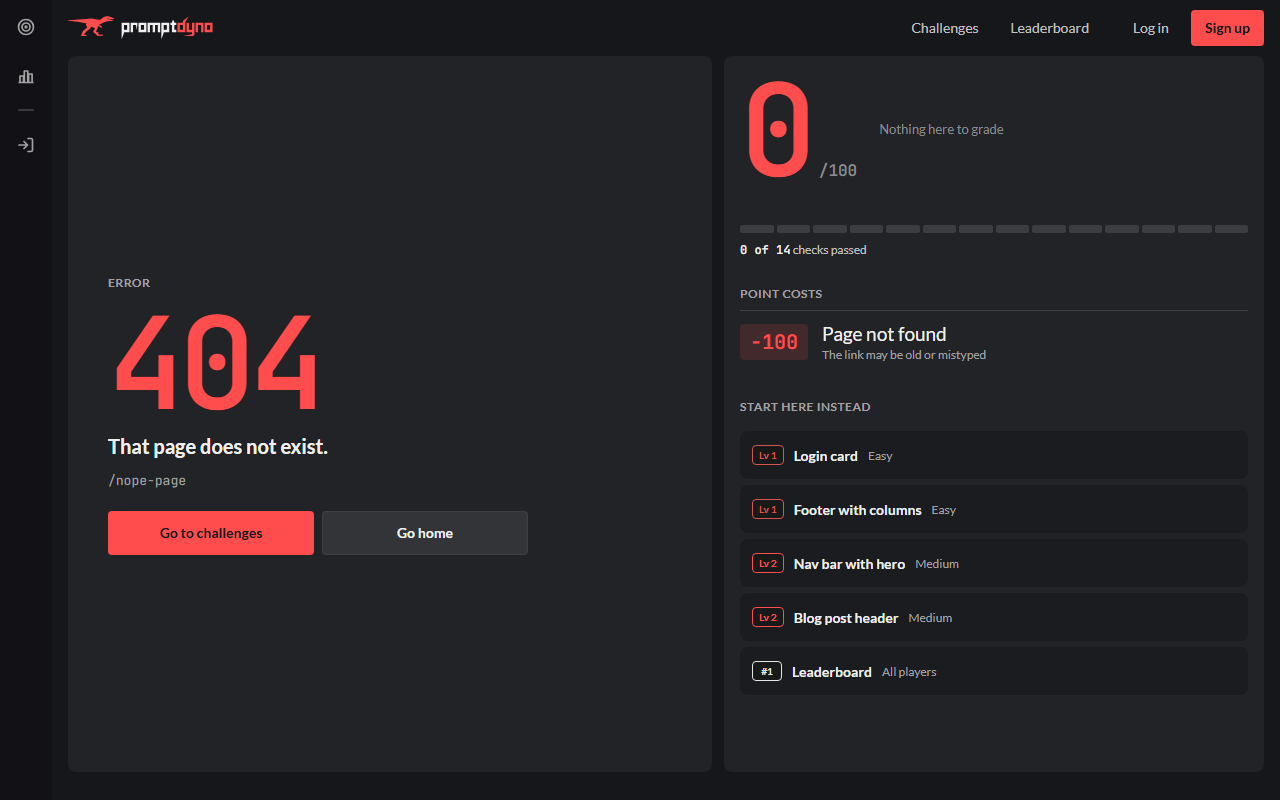 promptdyno
Challenges
Leaderboard
Log in
Sign up
ERROR
404
That page does not exist.
/nope-page
Go to challenges
Go home
0 /100
Nothing here to grade
0 of 14 checks passed
POINT COSTS
-100
Page not found
The link may be old or mistyped
START HERE INSTEAD
Lv 1 Login card Easy
Lv 1 Footer with columns Easy
Lv 2 Nav bar with hero Medium
Lv 2 Blog post header Medium
#1 Leaderboard All players